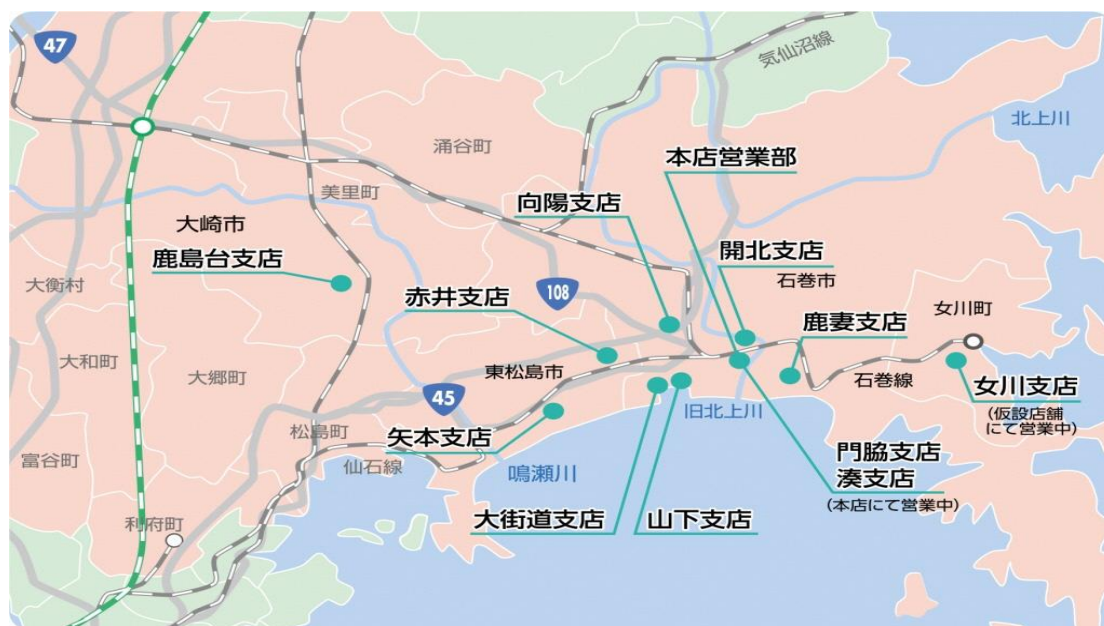 47
気仙沼線
北上川
涌谷町
本店営業部
美里町
向陽支店
大崎市
開北支店
鹿島台支店
石巻市
大衡村
赤井支店
108
女川町
鹿妻支店
大和町
大郷町
東松島市
石巻線
女川支店
(仮設店舗
にて営業中)
45
旧北上川
松島町
矢本支店
富谷町
仙石線
鳴瀬川
門脇支店
湊支店
(本店にて営業中)
大街道支店
山下支店
利府町